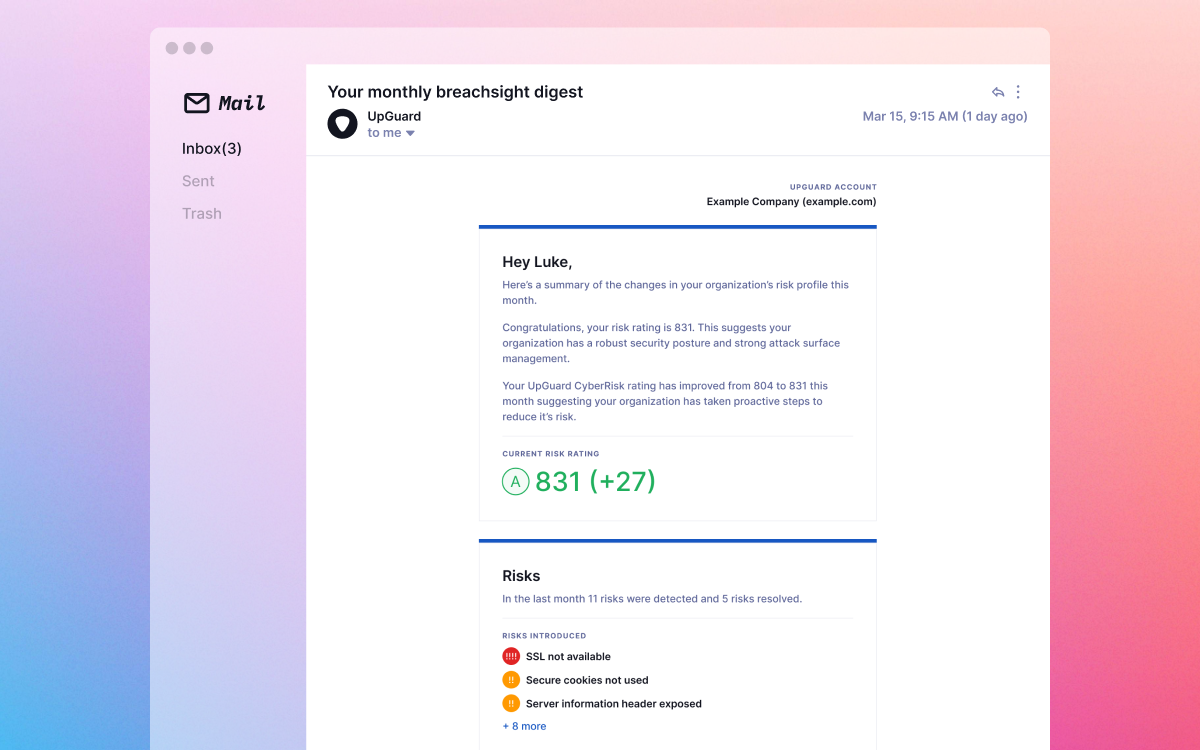 Mail
Inbox(3)
Sent
Trash
Your monthly breachsight digest
UpGuard
to me
Mar 15, 9:15 AM (1 day ago)
UPGUARD ACCOUNT
Example Company (example.com)
Hey Luke,
Here’s a summary of the changes in your organization’s risk profile this
month.
Congratulations, your risk rating is 831. This suggests your
organization has a robust security posture and strong attack surface
management.
Your UpGuard CyberRisk rating has improved from 804 to 831 this
month suggesting your organization has taken proactive steps to
reduce it’s risk.
CURRENT RISK RATING
A 831 (+27)
Risks
In the last month 11 risks were detected and 5 risks resolved.
RISKS INTRODUCED
!!!! SSL not available
!! Secure cookies not used
!! Server information header exposed
+ 8 more